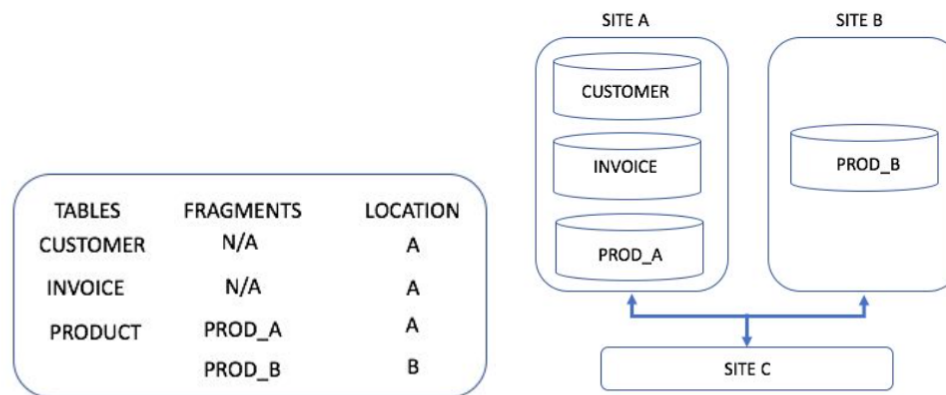 TABLES FRAGMENTS LOCATION
CUSTOMER N/A A
INVOICE N/A A
PRODUCT PROD_A A
PROD_B B
SITE A
CUSTOMER
INVOICE
PROD_A
SITE B
PROD_B
SITE C